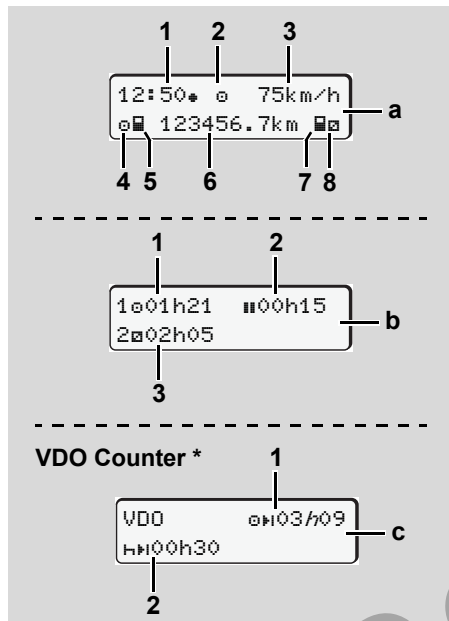 1 2 3
12:50● ⊙ 75km/h
a
⊙ 123456.7km
4 5 6 7 8
1 2
1⊙01h21 00h15
b
2 02h05
3
VDO Counter * 1
VDO ⊙ 03h09
c
00h30
2